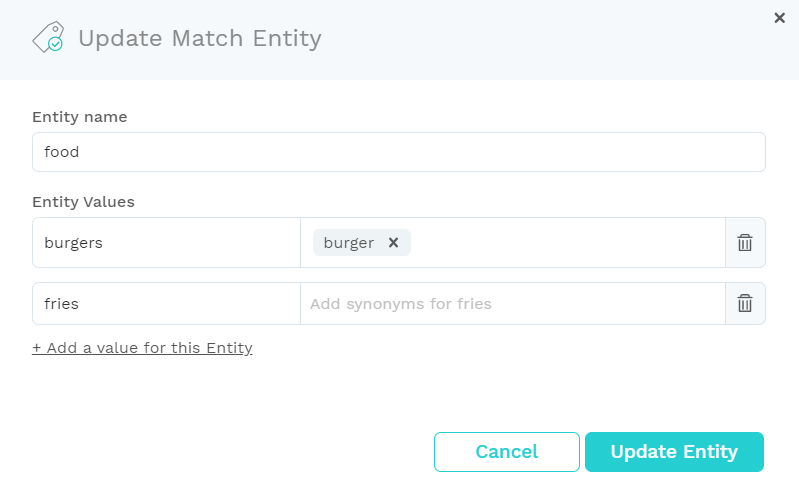 Update Match Entity
Entity name
food
Entity Values
burgers burger
fries Add synonyms for fries
+ Add a value for this Entity
Cancel Update Entity